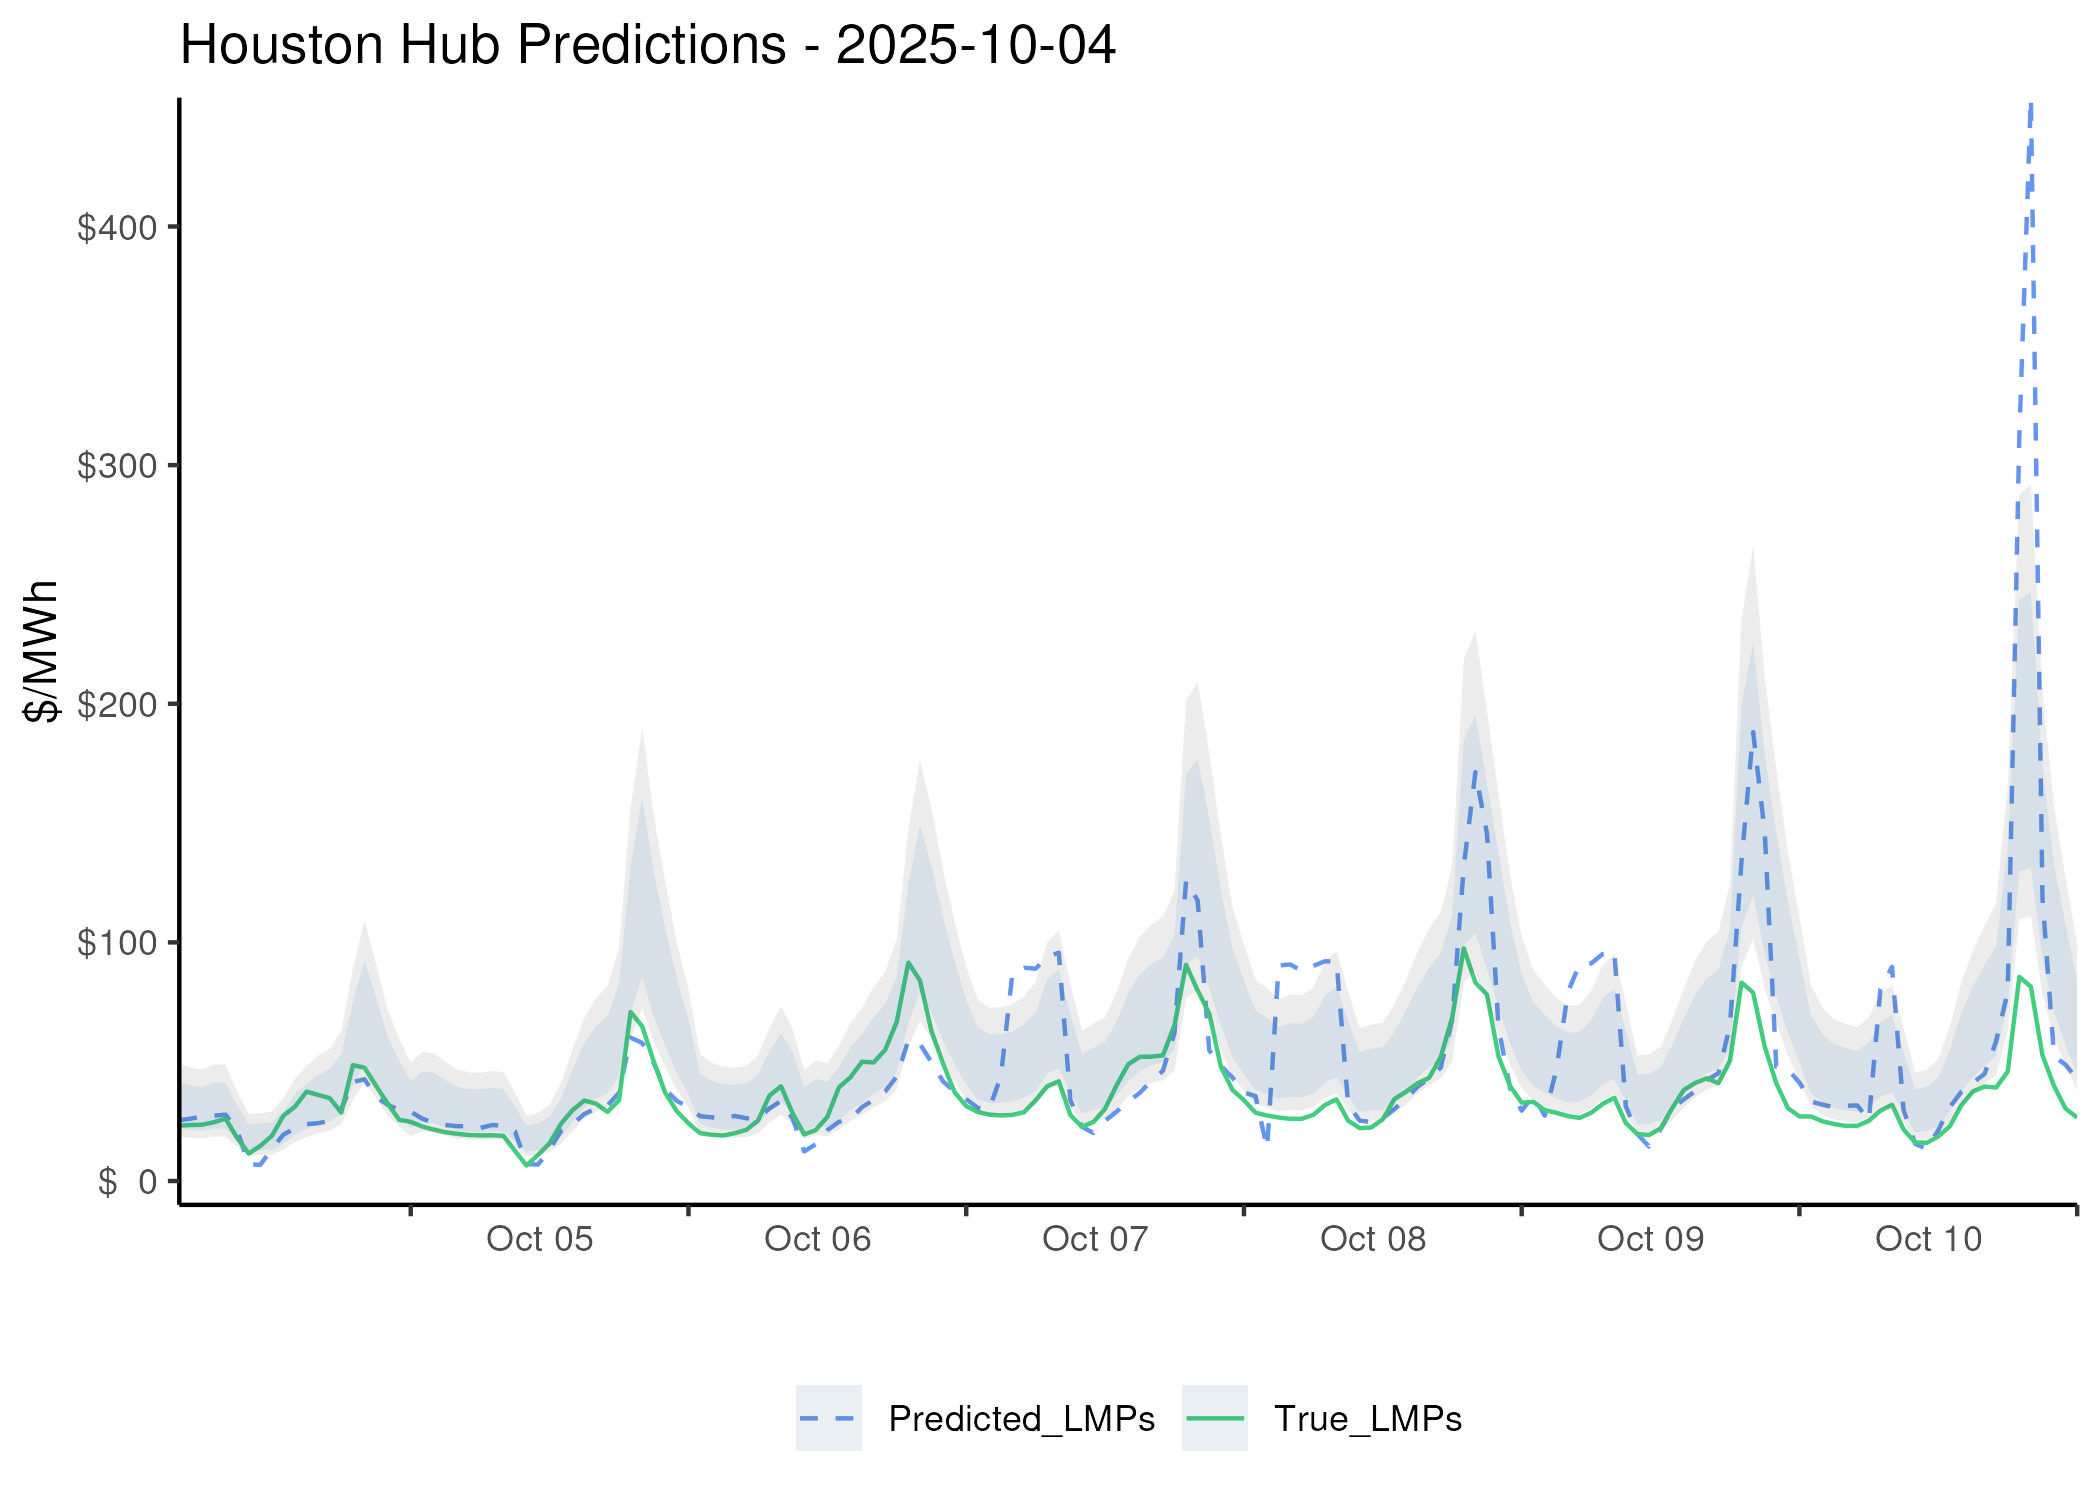 Houston Hub Predictions - 2025-10-04
$/MWh
$400
$300
$200
$100
$  0
Oct 05
Oct 06
Oct 07
Oct 08
Oct 09
Oct 10
Predicted_LMPs
True_LMPs